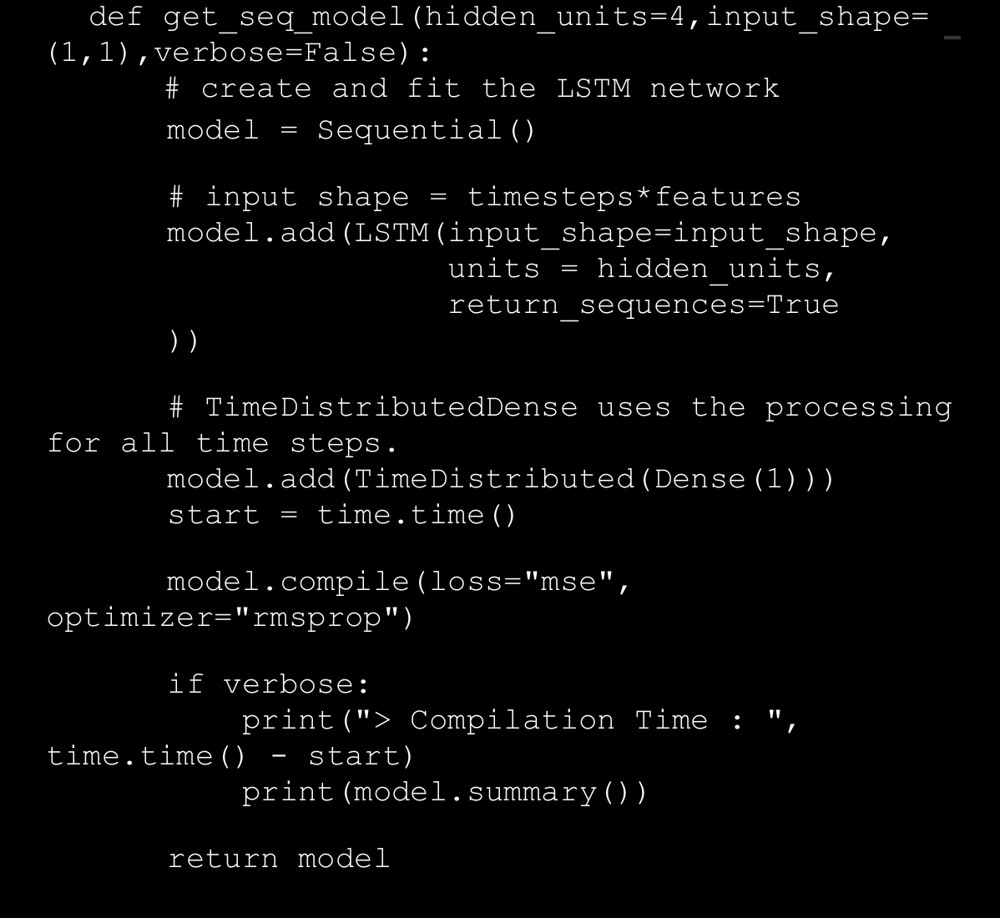 def get_seq_model(hidden_units=4,input_shape=
(1,1),verbose=False):
# create and fit the LSTM network
model = Sequential()
# input shape = timesteps*features
model.add(LSTM(input_shape=input_shape,
units = hidden_units,
return_sequences=True
))
# TimeDistributedDense uses the processing
for all time steps.
model.add(TimeDistributed(Dense(1)))
start = time.time()
model.compile(loss="mse",
optimizer="rmsprop")
if verbose:
print("> Compilation Time : ",
time.time() - start)
print(model.summary())
return model